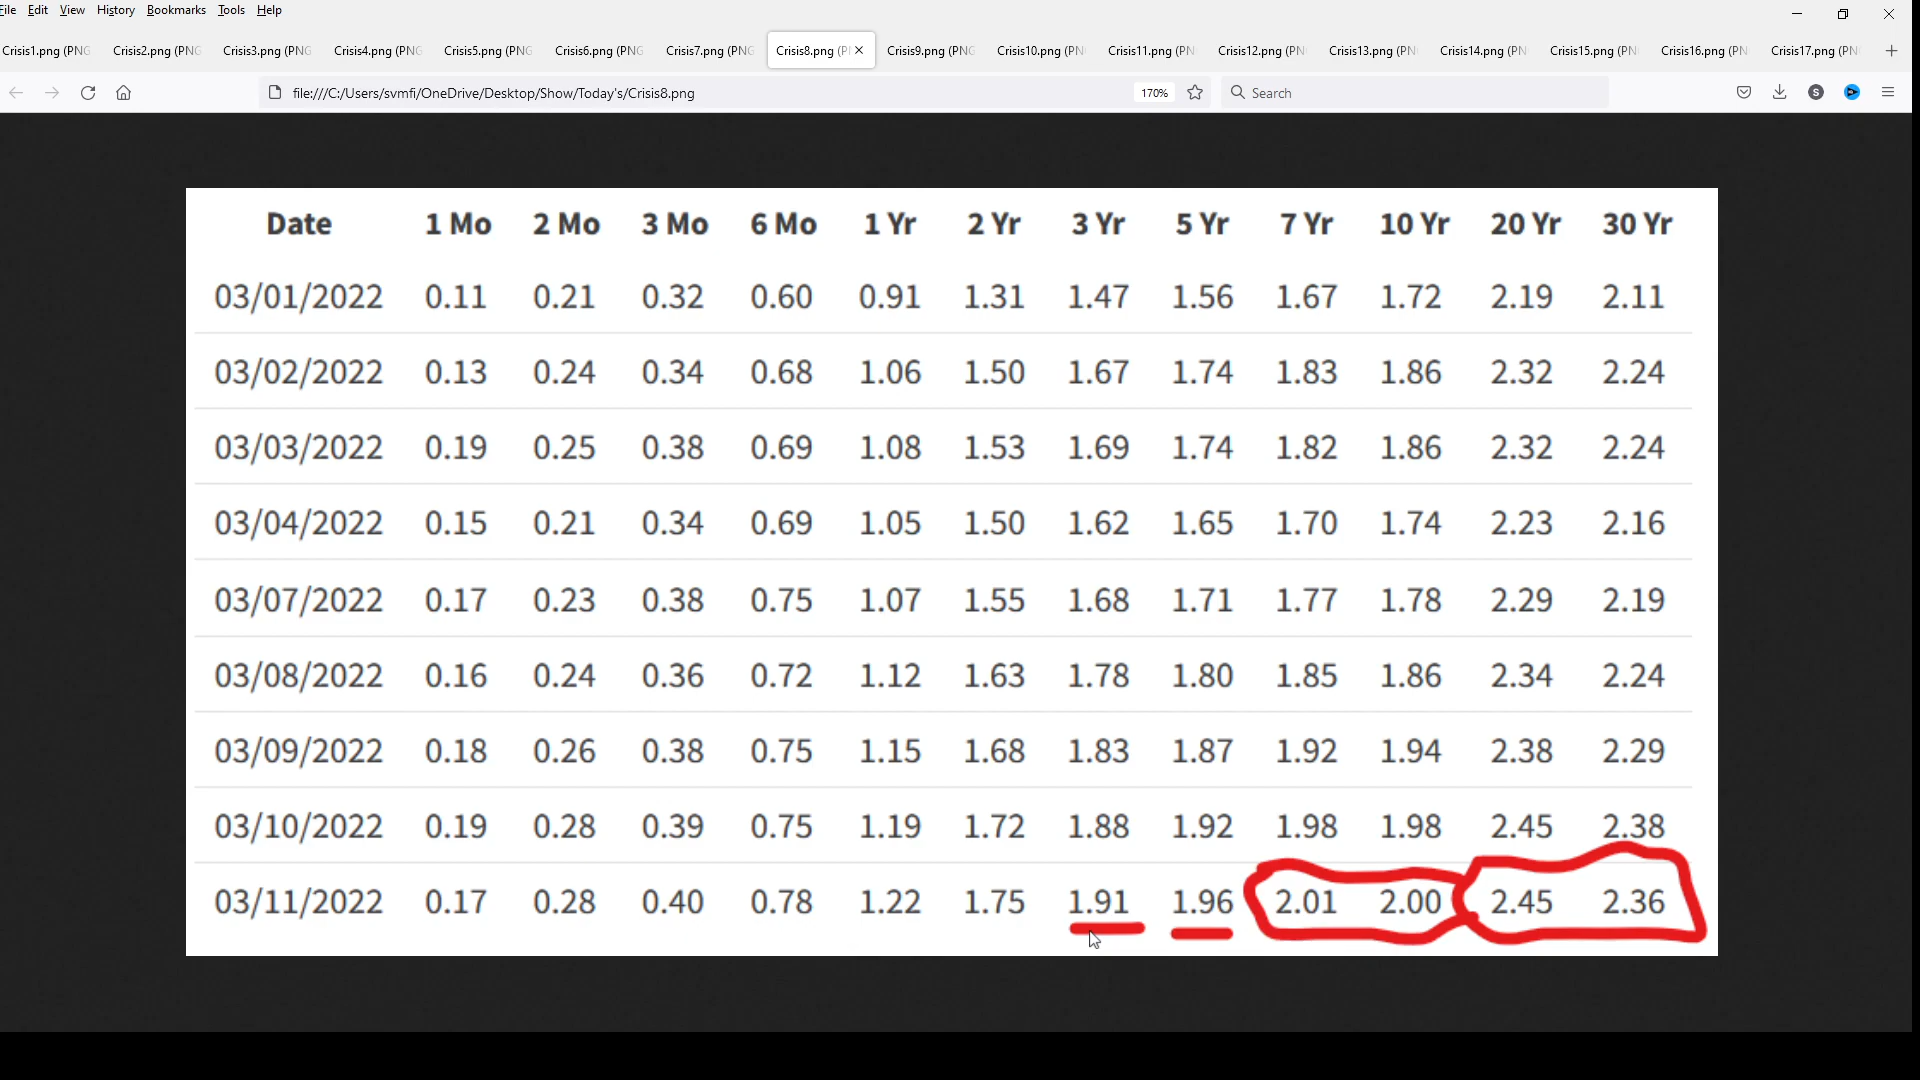 File Edit View History Bookmarks Tools Help
Crisis1.png (PNG Crisis2.png (PNG Crisis3.png (PNG Crisis4.png (PNG Crisis5.png (PNG Crisis6.png (PNG Crisis7.png (PNG Crisis8.png (P Crisis9.png (PNG Crisis10.png (PN Crisis11.png (PN Crisis12.png (PN Crisis13.png (PN Crisis14.png (PN Crisis15.png (PN Crisis16.png (PN Crisis17.png (PN
file:///C:/Users/svmfi/OneDrive/Desktop/Show/Today's/Crisis8.png 170% Search S
Date 1 Mo 2 Mo 3 Mo 6 Mo 1 Yr 2 Yr 3 Yr 5 Yr 7 Yr 10 Yr 20 Yr 30 Yr
03/01/2022 0.11 0.21 0.32 0.60 0.91 1.31 1.47 1.56 1.67 1.72 2.19 2.11
03/02/2022 0.13 0.24 0.34 0.68 1.06 1.50 1.67 1.74 1.83 1.86 2.32 2.24
03/03/2022 0.19 0.25 0.38 0.69 1.08 1.53 1.69 1.74 1.82 1.86 2.32 2.24
03/04/2022 0.15 0.21 0.34 0.69 1.05 1.50 1.62 1.65 1.70 1.74 2.23 2.16
03/07/2022 0.17 0.23 0.38 0.75 1.07 1.55 1.68 1.71 1.77 1.78 2.29 2.19
03/08/2022 0.16 0.24 0.36 0.72 1.12 1.63 1.78 1.80 1.85 1.86 2.34 2.24
03/09/2022 0.18 0.26 0.38 0.75 1.15 1.68 1.83 1.87 1.92 1.94 2.38 2.29
03/10/2022 0.19 0.28 0.39 0.75 1.19 1.72 1.88 1.92 1.98 1.98 2.45 2.38
03/11/2022 0.17 0.28 0.40 0.78 1.22 1.75 1.91 1.96 2.01 2.00 2.45 2.36